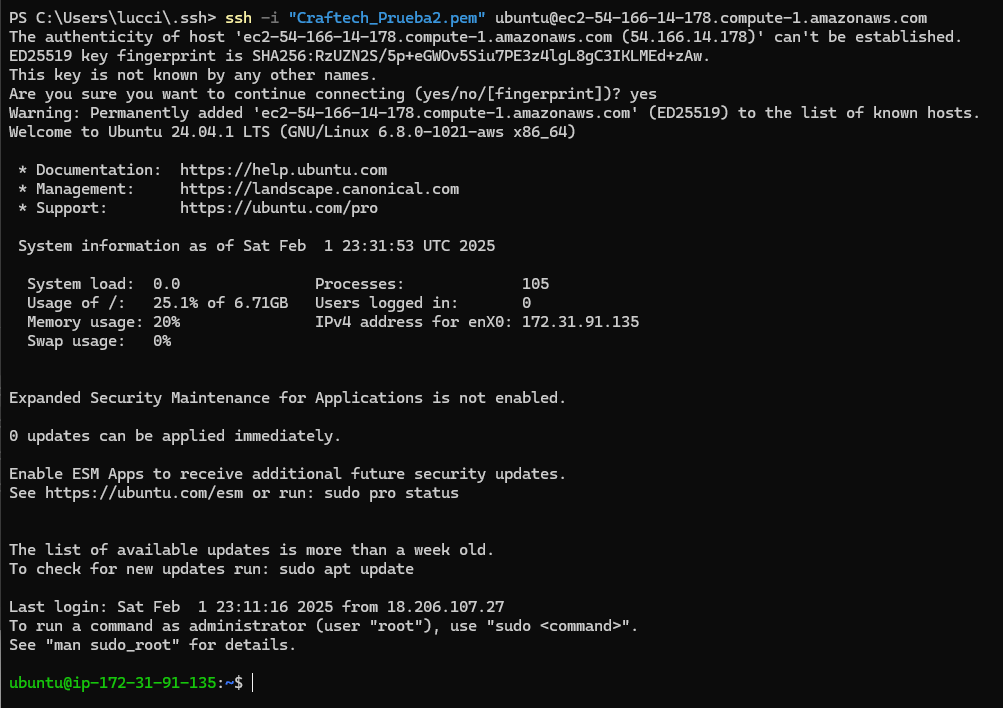 PS C:\Users\lucci\.ssh> ssh -i "Craftech_Prueba2.pem" ubuntu@ec2-54-166-14-178.compute-1.amazonaws.com
The authenticity of host 'ec2-54-166-14-178.compute-1.amazonaws.com (54.166.14.178)' can't be established.
ED25519 key fingerprint is SHA256:RzUZN2S/5p+eGWOv5Siu7PE3z4lgL8gC3IKLMEd+zAw.
This key is not known by any other names.
Are you sure you want to continue connecting (yes/no/[fingerprint])? yes
Warning: Permanently added 'ec2-54-166-14-178.compute-1.amazonaws.com' (ED25519) to the list of known hosts.
Welcome to Ubuntu 24.04.1 LTS (GNU/Linux 6.8.0-1021-aws x86_64)

 * Documentation:  https://help.ubuntu.com
 * Management:     https://landscape.canonical.com
 * Support:        https://ubuntu.com/pro

 System information as of Sat Feb  1 23:31:53 UTC 2025

  System load:  0.0               Processes:             105
  Usage of /:   25.1% of 6.71GB   Users logged in:       0
  Memory usage: 20%               IPv4 address for enX0: 172.31.91.135
  Swap usage:   0%

Expanded Security Maintenance for Applications is not enabled.

0 updates can be applied immediately.

Enable ESM Apps to receive additional future security updates.
See https://ubuntu.com/esm or run: sudo pro status

The list of available updates is more than a week old.
To check for new updates run: sudo apt update

Last login: Sat Feb  1 23:11:16 2025 from 18.206.107.27
To run a command as administrator (user "root"), use "sudo <command>".
See "man sudo_root" for details.

ubuntu@ip-172-31-91-135:~$